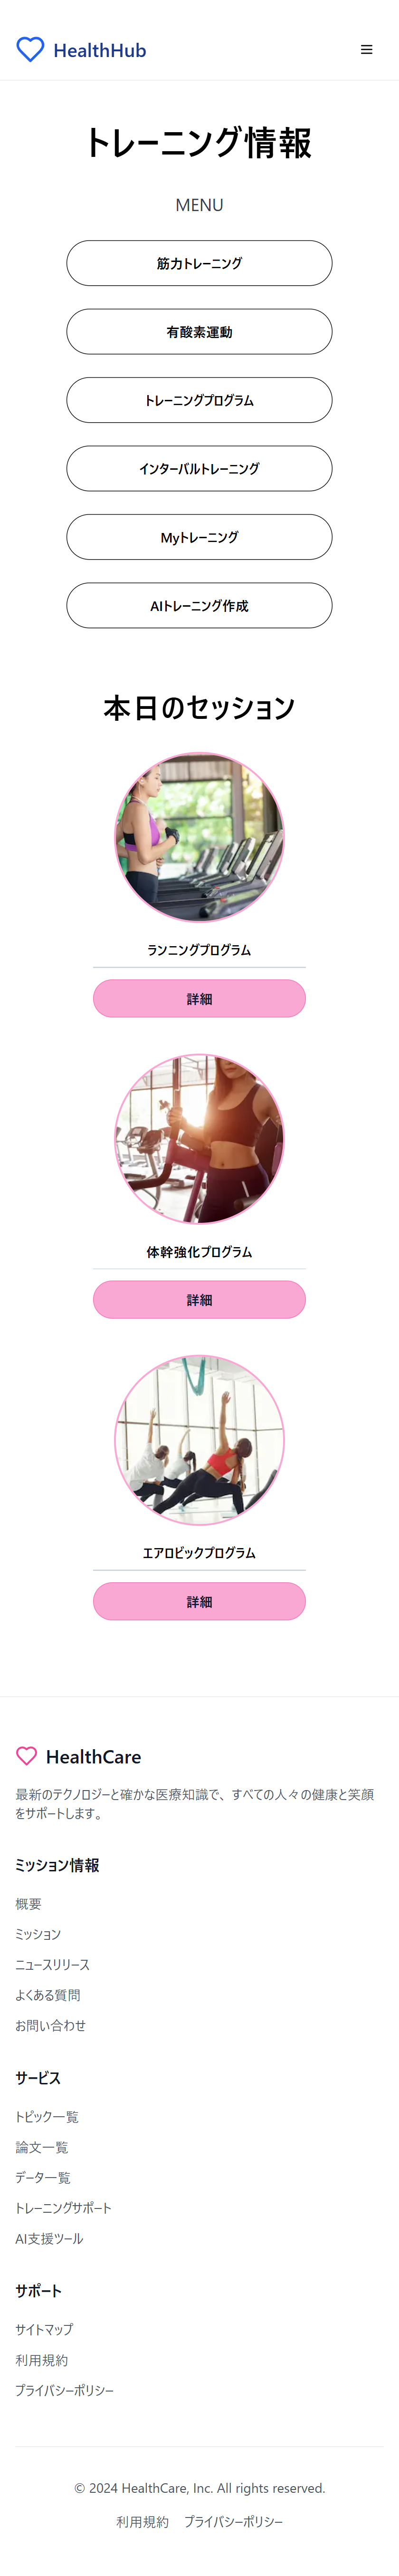 HealthHub
トレーニング情報
MENU
筋力トレーニング
有酸素運動
トレーニングプログラム
インターバルトレーニング
Myトレーニング
AIトレーニング作成
本日のセッション
ランニングプログラム
詳細
体幹強化プログラム
詳細
エアロビックプログラム
詳細
HealthCare
最新のテクノロジーと確かな医療知識で、すべての人々の健康と笑顔
をサポートします。
ミッション情報
概要
ミッション
ニュースリリース
よくある質問
お問い合わせ
サービス
トピック一覧
論文一覧
データ一覧
トレーニングサポート
AI支援ツール
サポート
サイトマップ
利用規約
プライバシーポリシー
© 2024 HealthCare, Inc. All rights reserved.
利用規約 プライバシーポリシー